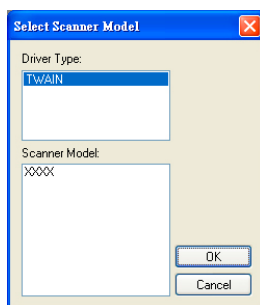 Select Scanner Model
Driver Type:
TWAIN
Scanner Model:
XXXX
OK
Cancel